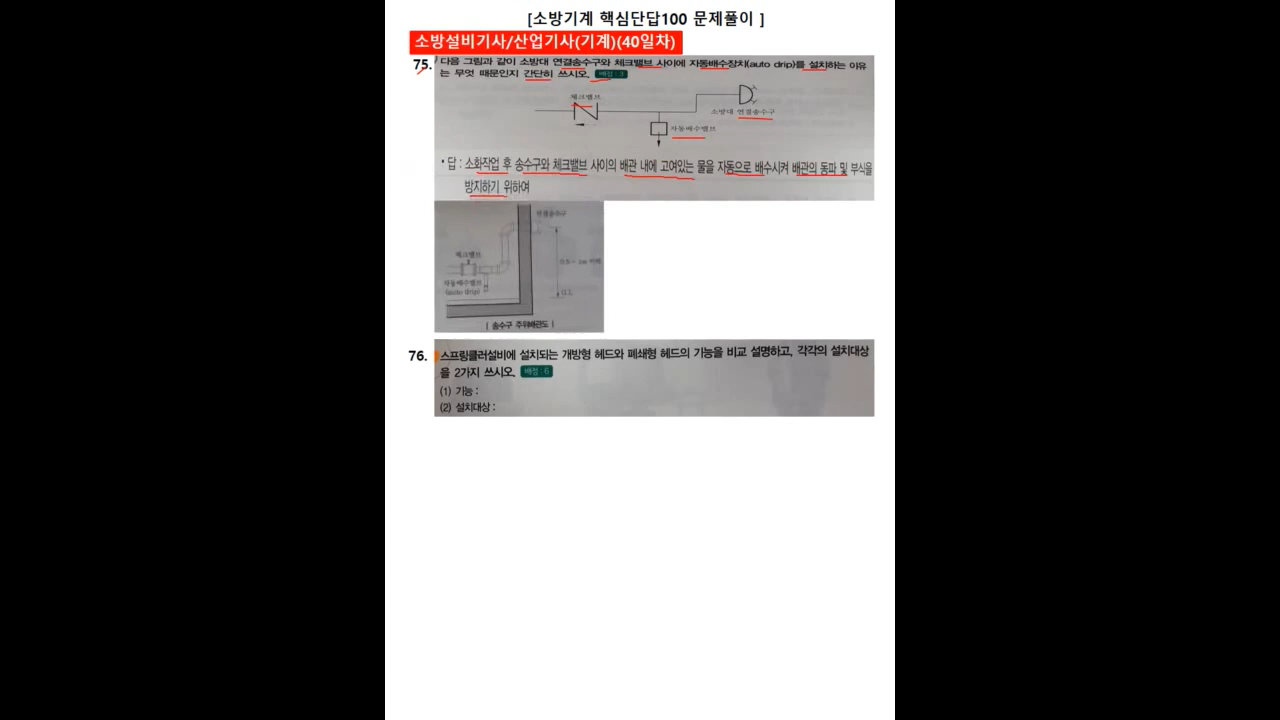 [소방기계 핵심단답100 문제풀이 ]
소방설비기사/산업기사(기계)(40일차)
75. 다음 그림과 같이 소방대 연결송수구와 체크밸브 사이에 자동배수장치(auto drip)를 설치하는 이유
는 무엇 때문인지 간단히 쓰시오. 배점 : 3
체크밸브
소방대 연결송수구
자동배수밸브
• 답 : 소화작업 후 송수구와 체크밸브 사이의 배관 내에 고여있는 물을 자동으로 배수시켜 배관의 동파 및 부식을
방지하기 위하여
연결송수구
체크밸브
0.5 ~ 1m 이하
자동배수밸브
(auto drip)
G.L
| 송수구 주위배관도 |
76. 스프링클러설비에 설치되는 개방형 헤드와 폐쇄형 헤드의 기능을 비교 설명하고, 각각의 설치대상
을 2가지 쓰시오. 배점 : 6
(1) 기능 :
(2) 설치대상 :